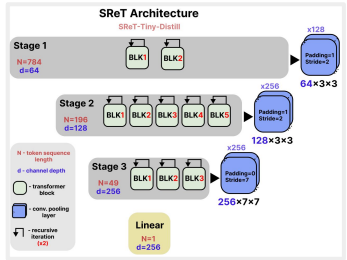 SReT Architecture
SReT-Tiny-Distill
Stage 1
N=784
d=64
BLK1
BLK2
x128
Padding=1
Stride=2
64×3×3
Stage 2
N=196
d=128
BLK1
BLK2
BLK3
BLK4
BLK5
x256
Padding=1
Stride=2
128×3×3
Stage 3
N=49
d=256
BLK1
BLK2
BLK3
x256
Padding=0
Stride=7
256×7×7
Linear
N=1
d=256
N - token sequence
length
d - channel depth
- transformer
block
- conv. pooling
layer
- recursive
iteration
(x2)